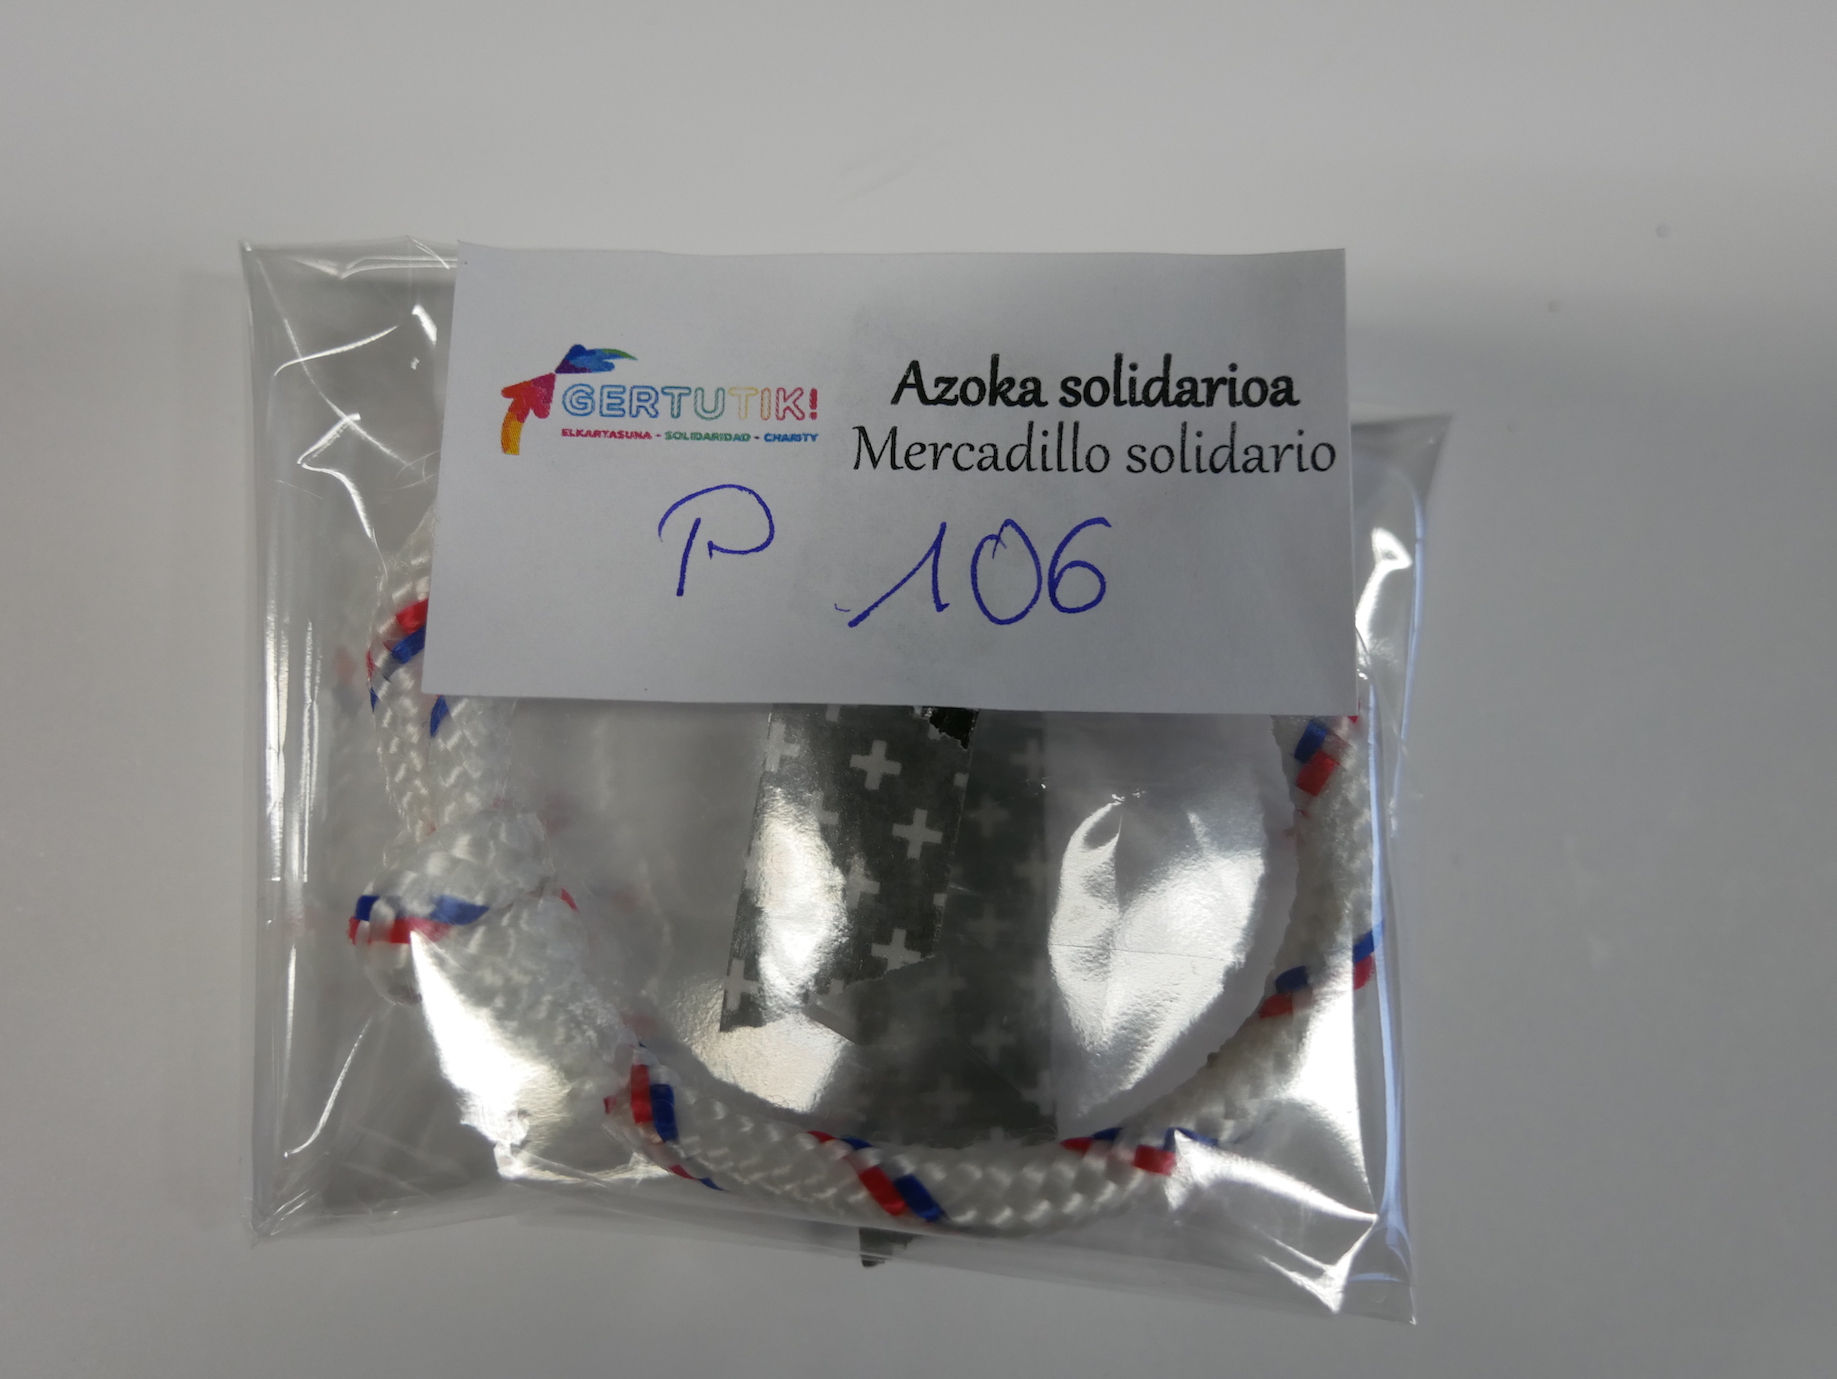 GERTUTIK!
ELKARTASUNA - SOLIDARIDAD - CHARITY
Azoka solidarioa
Mercadillo solidario
P 106